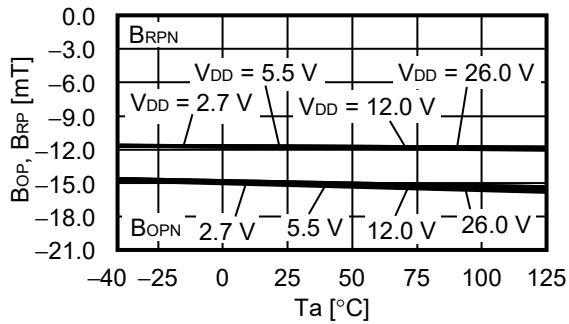 0.0
BRPN
−3.0
VDD = 5.5 V VDD = 26.0 V
−6.0
VDD = 2.7 V VDD = 12.0 V
−9.0
−12.0
−15.0
−18.0
BOPN 2.7 V 5.5 V 12.0 V 26.0 V
−21.0
BOP, BRP [mT]
−40 −25 0 25 50 75 100 125
Ta [°C]